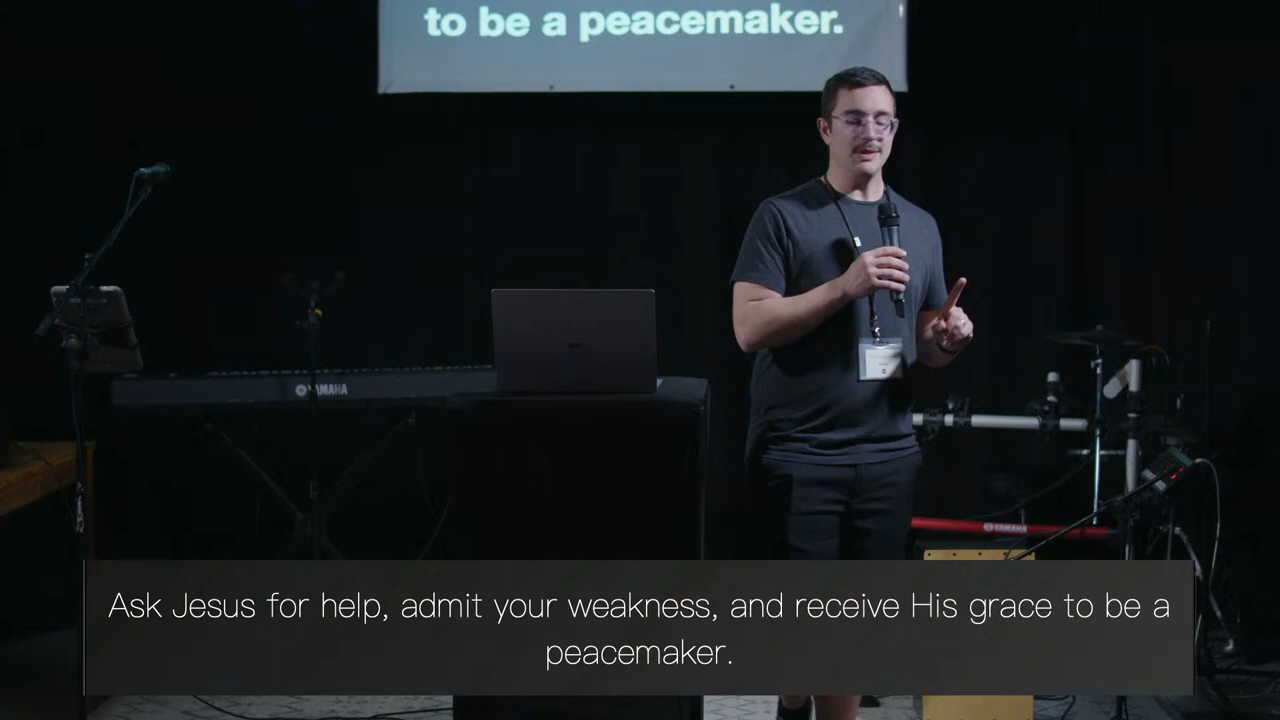 to be a peacemaker.
YAMAHA
YAMAHA
Ask Jesus for help, admit your weakness, and receive His grace to be a
peacemaker.